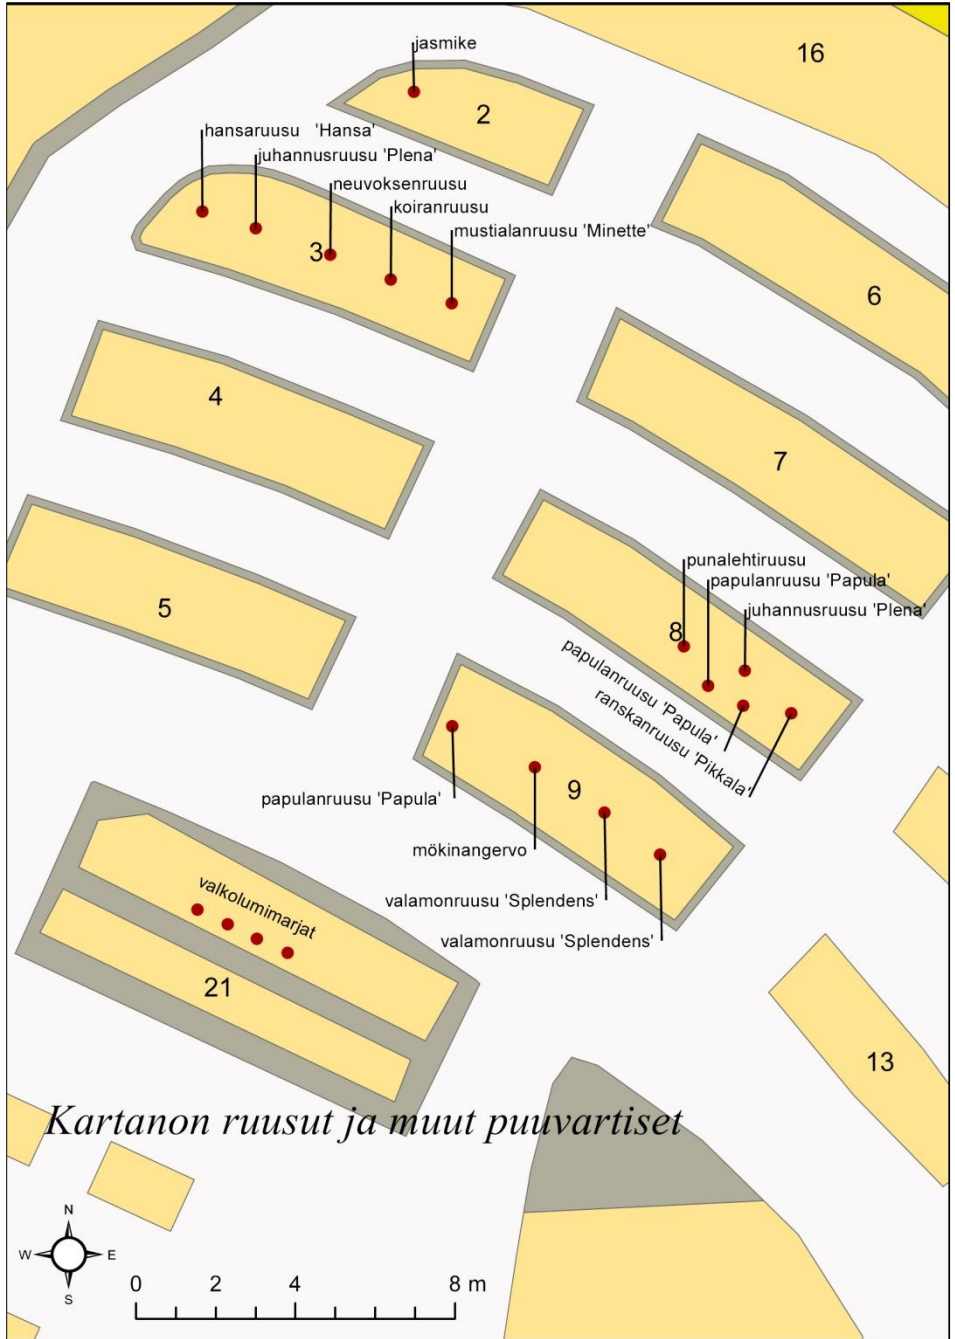 jasmike
16
2
hansaruusu 'Hansa'
juhannusruusu 'Plena'
neuvoksenruusu
koiranruusu
mustialanruusu 'Minette'
3
6
4
7
5
punalehtiruusu
papulanruusu 'Papula'
juhannusruusu 'Plena'
8
papulanruusu 'Papula'
ranskanruusu 'Pikkala'
papulanruusu 'Papula'
9
mökinangervo
valamonruusu 'Splendens'
valamonruusu 'Splendens'
valkolumimarjat
21
13
Kartanon ruusut ja muut puuvartiset
N
W E
S
0 2 4 8 m